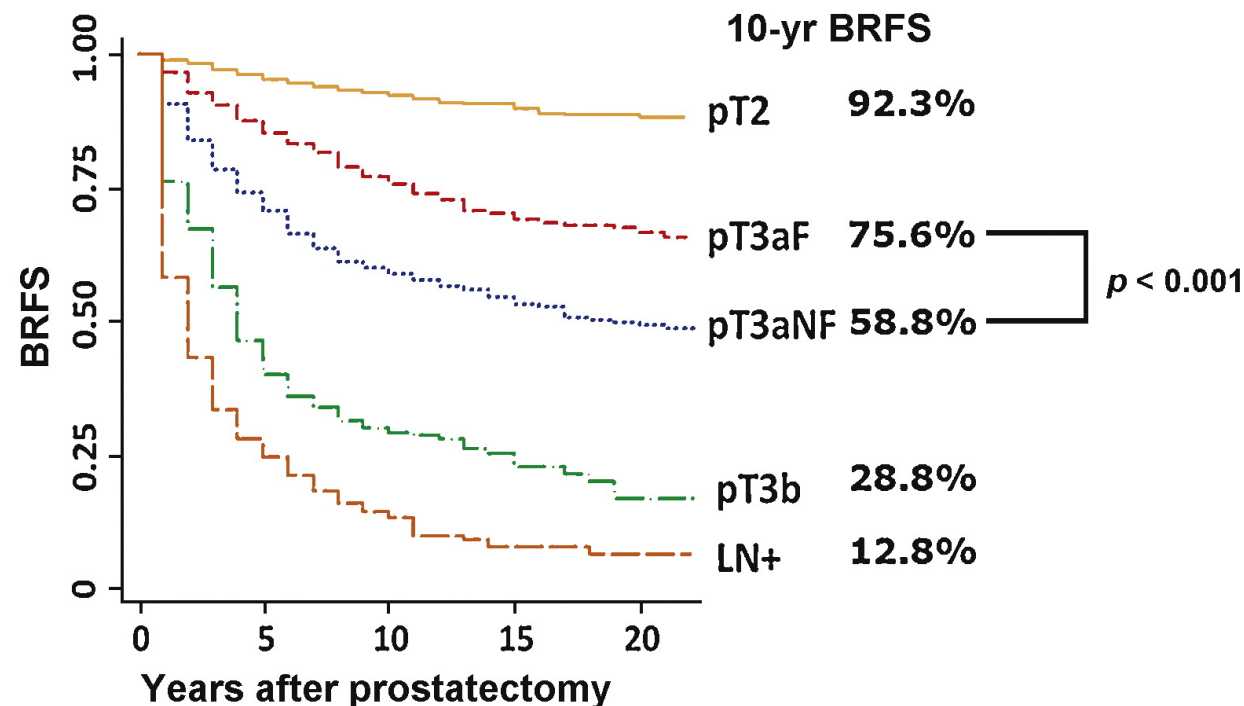 10-yr BRFS
1.00
0.75
0.50
0.25
0
BRFS
pT2 92.3%
pT3aF 75.6%
p < 0.001
pT3aNF 58.8%
pT3b 28.8%
LN+ 12.8%
0 5 10 15 20
Years after prostatectomy